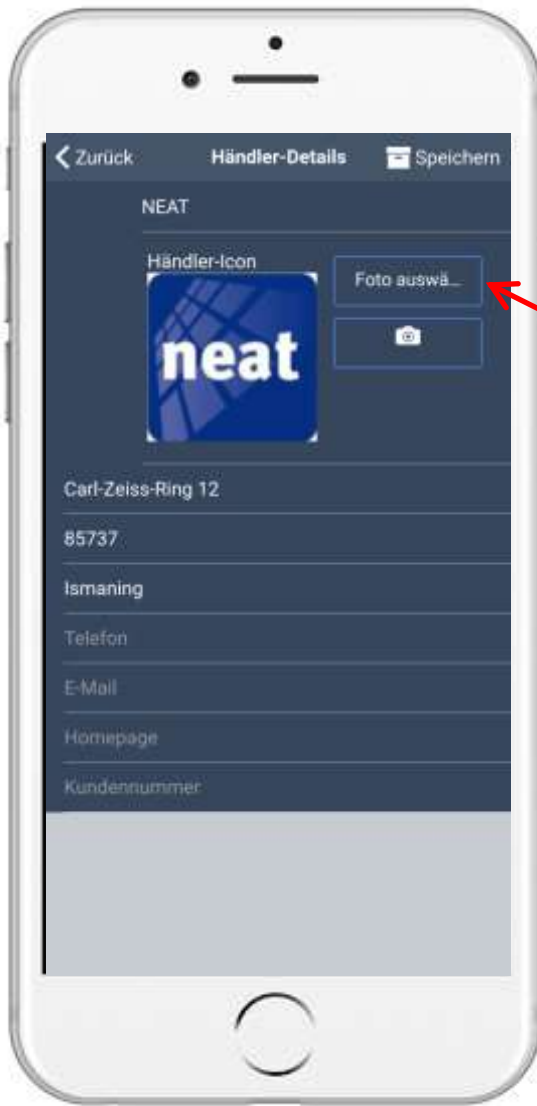 Zurück Händler-Details Speichern
NEAT
Händler-Icon
Foto auswä...
neat
Carl-Zeiss-Ring 12
85737
Ismaning
Telefon
E-Mail
Homepage
Kundennummer